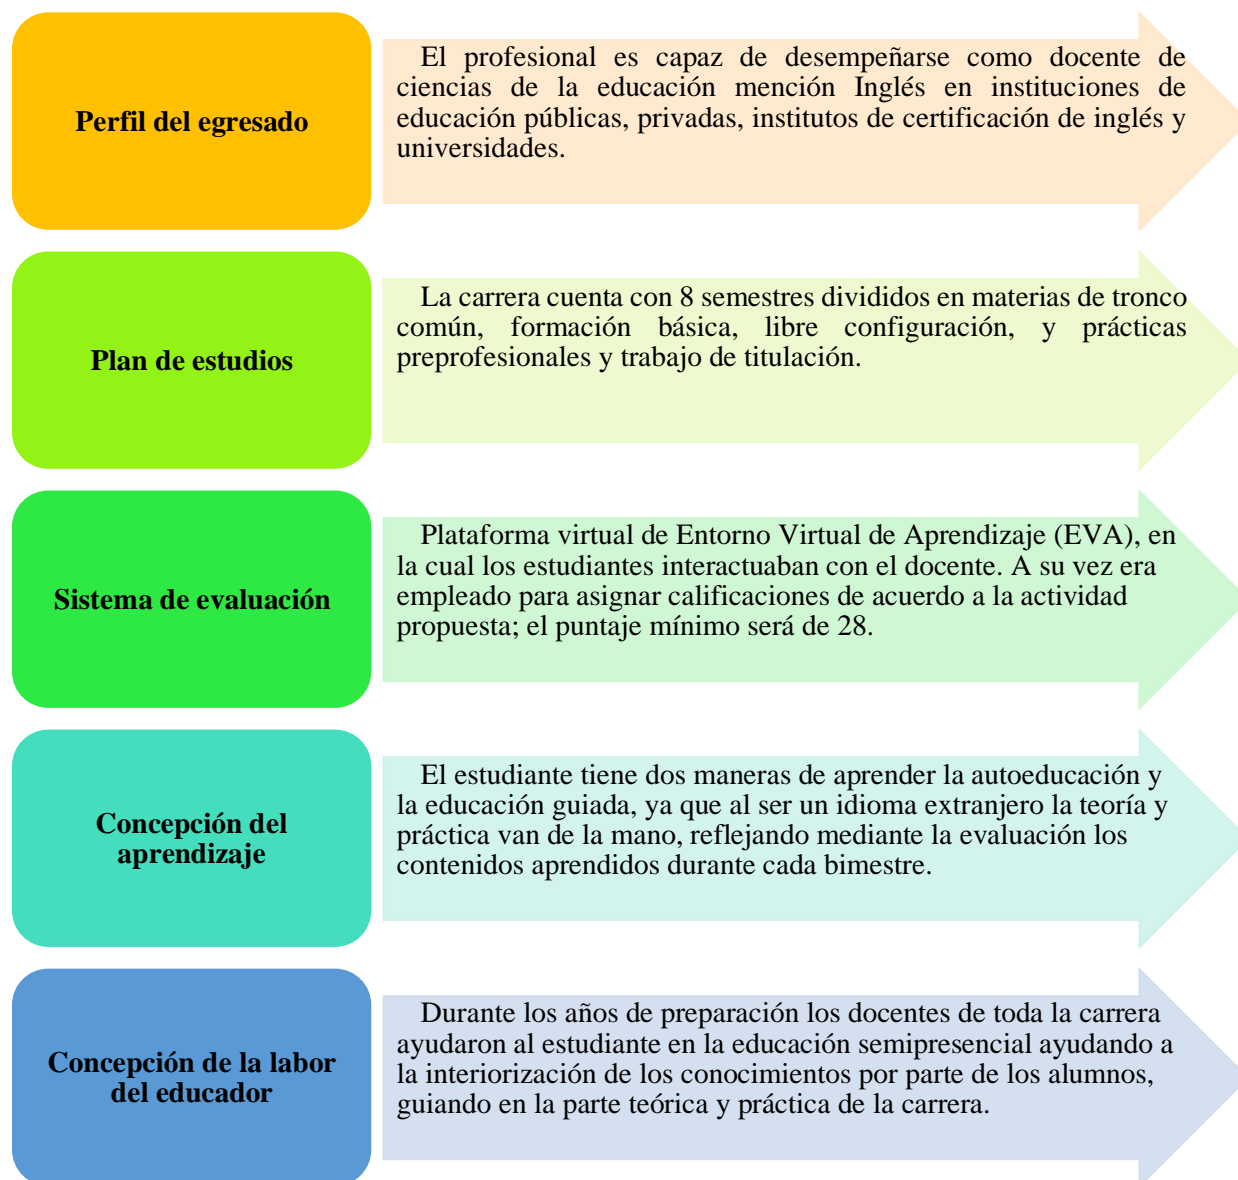 Perfil del egresado
El profesional es capaz de desempeñarse como docente de
ciencias de la educación mención Inglés en instituciones de
educación públicas, privadas, institutos de certificación de inglés y
universidades.
Plan de estudios
La carrera cuenta con 8 semestres divididos en materias de tronco
común, formación básica, libre configuración, y prácticas
preprofesionales y trabajo de titulación.
Sistema de evaluación
Plataforma virtual de Entorno Virtual de Aprendizaje (EVA), en
la cual los estudiantes interactuaban con el docente. A su vez era
empleado para asignar calificaciones de acuerdo a la actividad
propuesta; el puntaje mínimo será de 28.
Concepción del
aprendizaje
El estudiante tiene dos maneras de aprender la autoeducación y
la educación guiada, ya que al ser un idioma extranjero la teoría y
práctica van de la mano, reflejando mediante la evaluación los
contenidos aprendidos durante cada bimestre.
Concepción de la labor
del educador
Durante los años de preparación los docentes de toda la carrera
ayudaron al estudiante en la educación semipresencial ayudando a
la interiorización de los conocimientos por parte de los alumnos,
guiando en la parte teórica y práctica de la carrera.